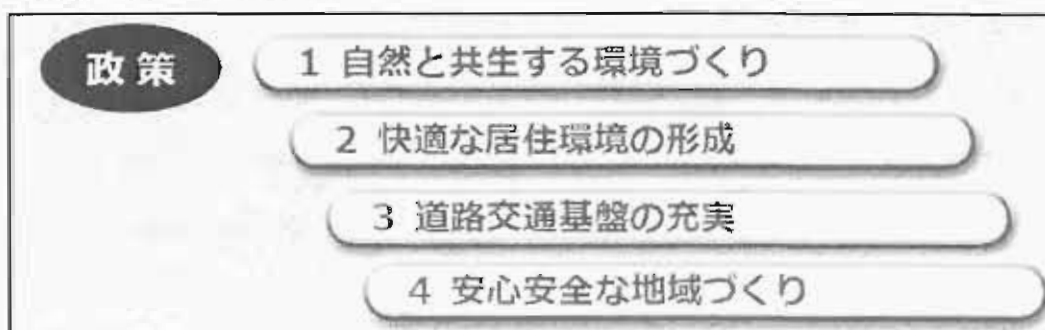 政策
1 自然と共生する環境づくり
2 快適な居住環境の形成
3 道路交通基盤の充実
4 安心安全な地域づくり